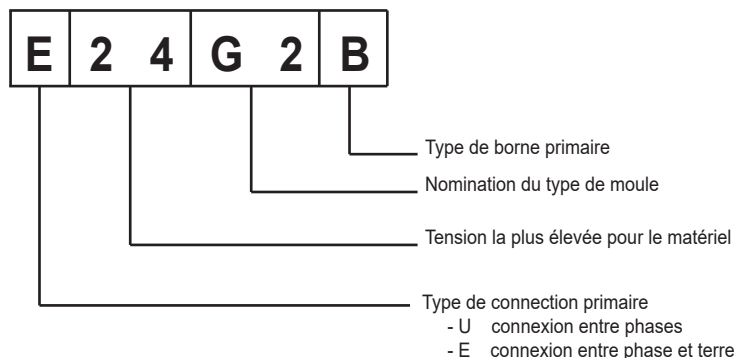 E 2 4 G 2 B
Type de borne primaire
Nomination du type de moule
Tension la plus élevée pour le matériel
Type de connection primaire
- U connexion entre phases
- E connexion entre phase et terre